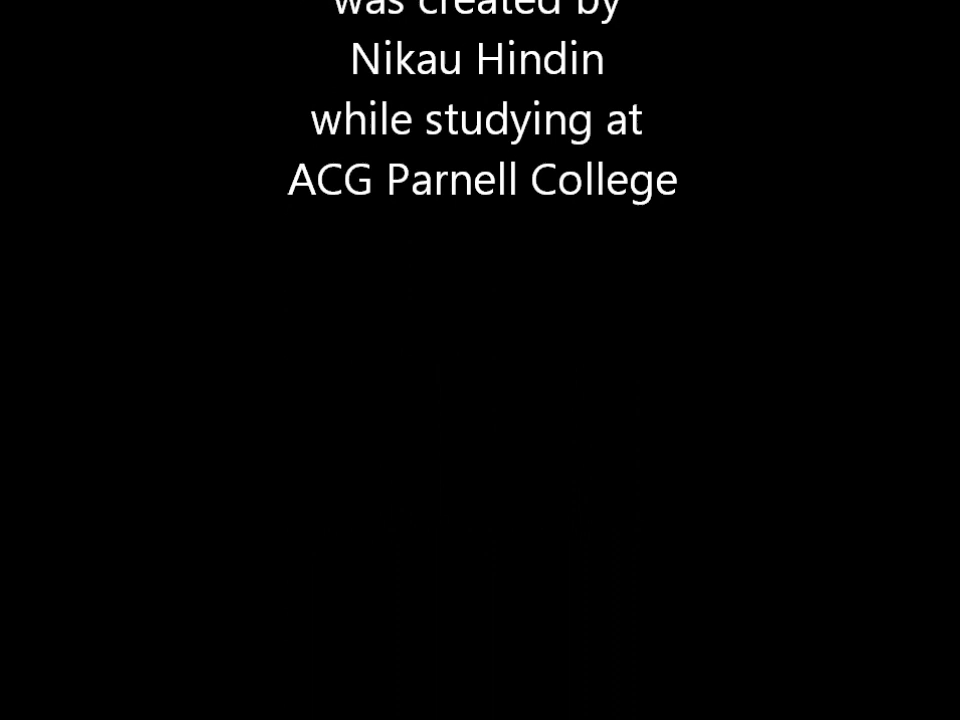 was created by
Nikau Hindin
while studying at
ACG Parnell College